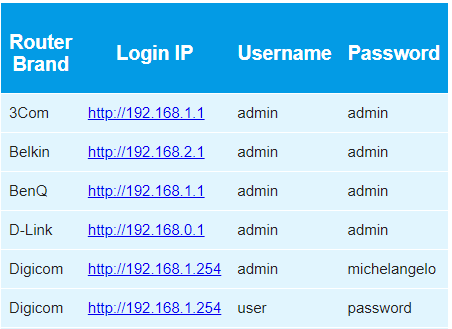 Router Brand Login IP Username Password
3Com http://192.168.1.1 admin admin
Belkin http://192.168.2.1 admin admin
BenQ http://192.168.1.1 admin admin
D-Link http://192.168.0.1 admin admin
Digicom http://192.168.1.254 admin michelangelo
Digicom http://192.168.1.254 user password